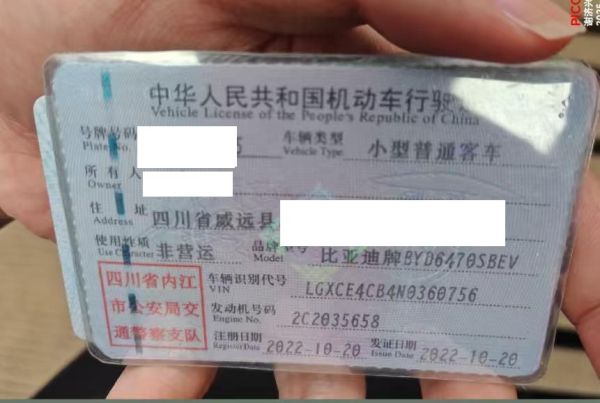 中华人民共和国机动车行驶
Vehicle License of the People's Republic of China
号牌号码 车辆类型 小型普通客车
Plate No. Vehicle Type
所有人
Owner
住址 四川省威远县
Address
使用性质 非营运 品牌型号 比亚迪牌BYD6470SBEV
Use Character Model
四川省内江
市公安局交
通警察支队
车辆识别代号 LGXCE4CB4N0360756
VIN
发动机号码 2C2035658
Engine No.
注册日期 2022-10-20 发证日期 2022-10-20
Register Date Issue Date